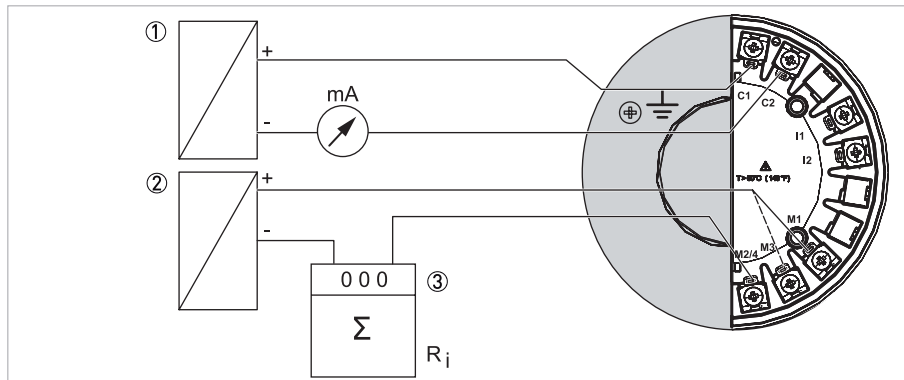 ①
+
mA
-
C1
C2
I1
I2
②
+
-
M1
M3
M2/4
0 0 0
③
Σ
Ri